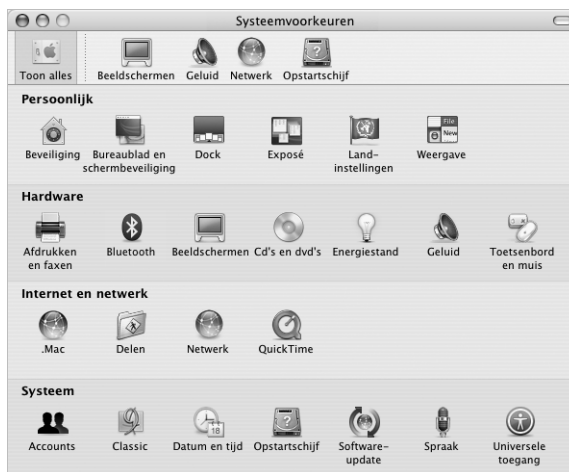 Systeemvoorkeuren
Toon alles Beeldschermen Geluid Netwerk Opstartschijf
Persoonlijk
Beveiliging Bureaublad en schermbeveiliging Dock Exposé Land-instellingen Weergave
File
New
Hardware
Afdrukken en faxen Bluetooth Beeldschermen Cd's en dvd's Energiestand Geluid Toetsenbord en muis
Internet en netwerk
.Mac Delen Netwerk QuickTime
Systeem
18
Accounts Classic Datum en tijd Opstartschijf Software-update Spraak Universele toegang